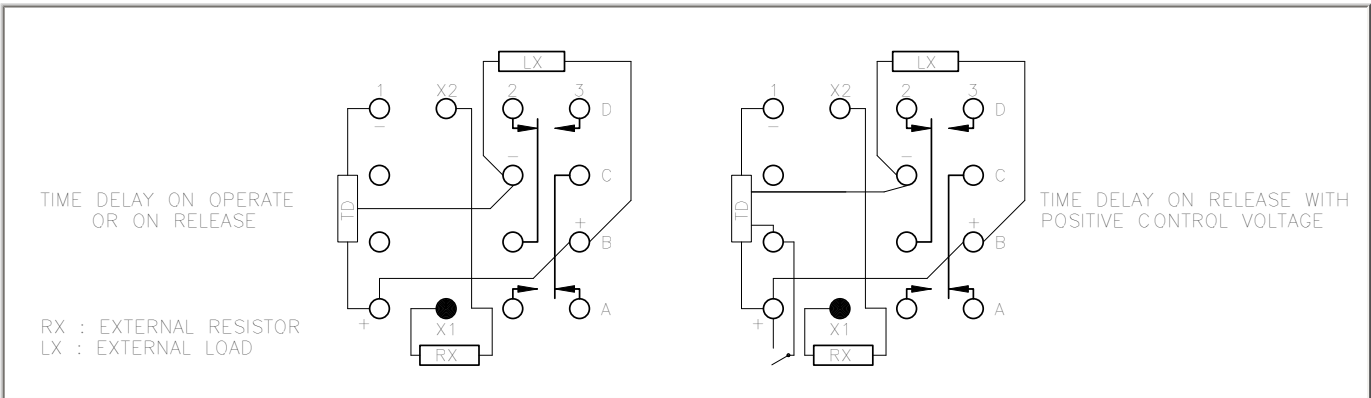 LX
1 X2 2 3
D
−
−
TIME DELAY ON OPERATE
OR ON RELEASE
C
TD
+
B
+
A
X1
RX
RX : EXTERNAL RESISTOR
LX : EXTERNAL LOAD
LX
1 X2 2 3
D
−
−
C
TD
TIME DELAY ON RELEASE WITH
POSITIVE CONTROL VOLTAGE
+
B
+
A
X1
RX